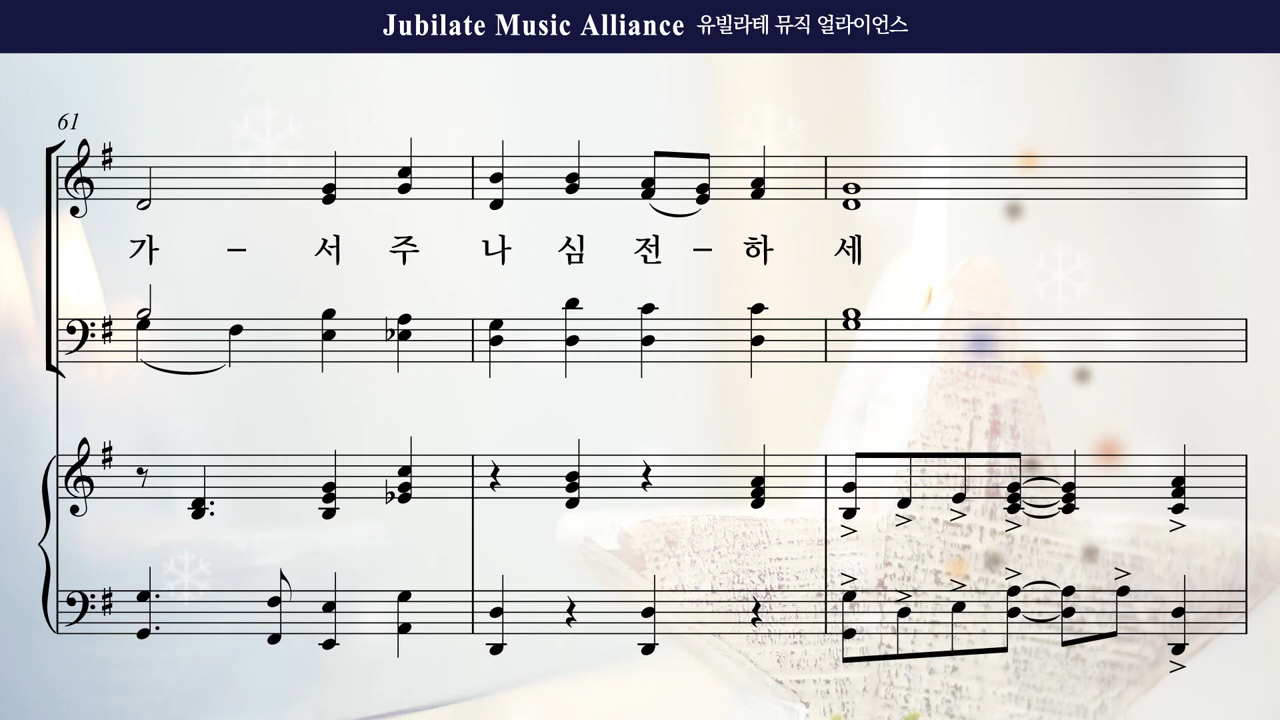 Jubilate Music Alliance 유빌라테 뮤직 얼라이언스
61
가 – 서 주 나 심 전 – 하 세